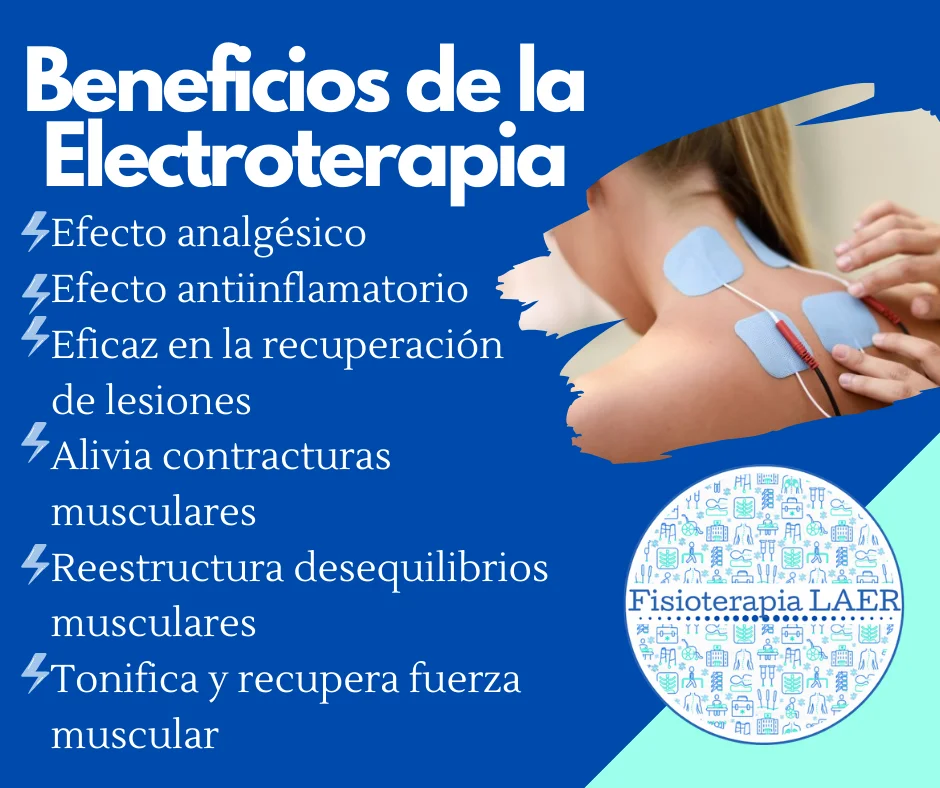 Beneficios de la
Electroterapia
Efecto analgésico
Efecto antiinflamatorio
Eficaz en la recuperación
de lesiones
Alivia contracturas
musculares
Reestructura desequilibrios
musculares
Tonifica y recupera fuerza
muscular
Fisioterapia LAER